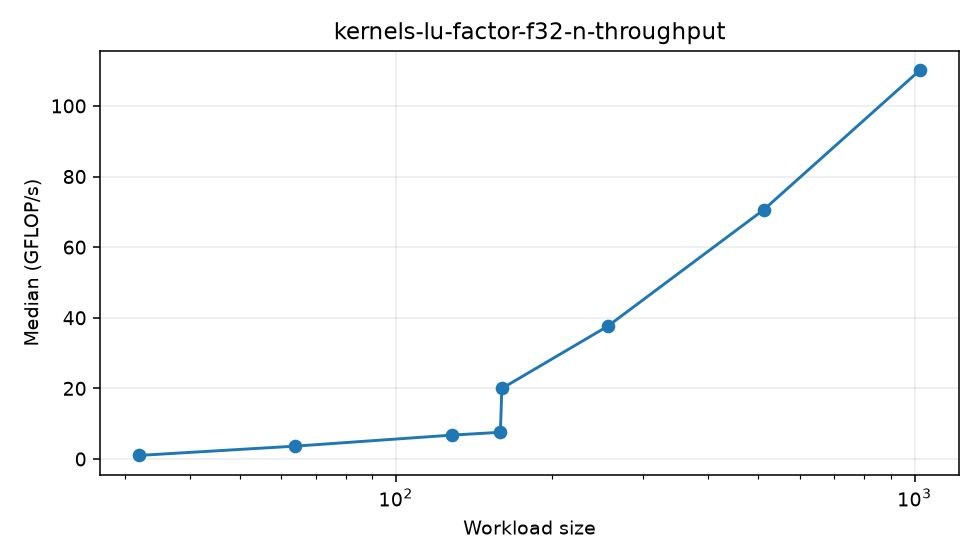 kernels-lu-factor-f32-n-throughput
Median (GFLOP/s)
100
80
60
40
20
0
10²
10³
Workload size